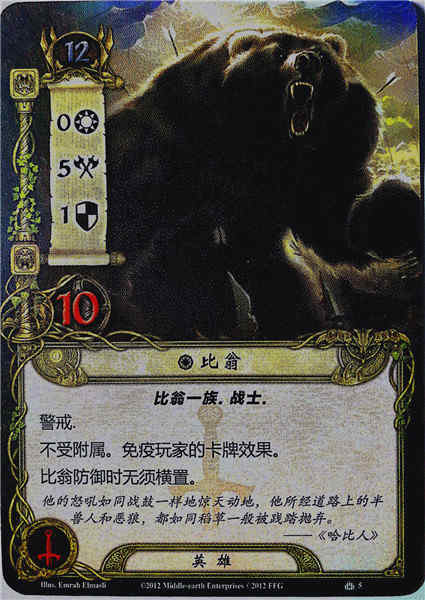 12
0
5
1
10
比翁
比翁一族. 战士.
警戒.
不受附属。免疫玩家的卡牌效果。
比翁防御时无须横置。
他的怒吼如同战鼓一样地惊天动地，他所经道路上的半
兽人和恶狼，都如同稻草一般被践踏抛弃。
——《哈比人》
英雄
Illus. Emrah Elmasli ©2012 Middle-earth Enterprises ©2012 FFG 5